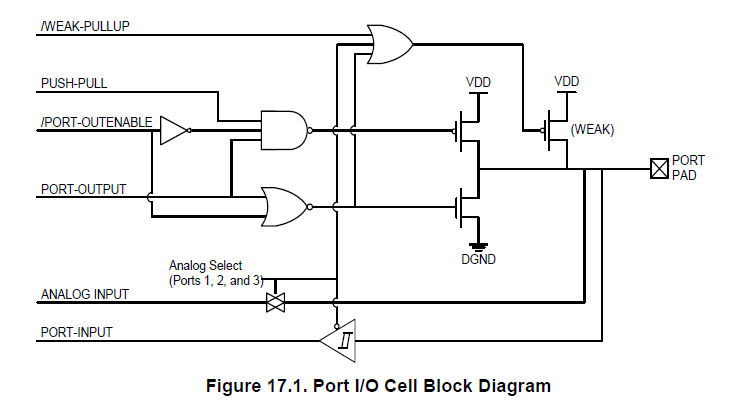 /WEAK-PULLUP
PUSH-PULL
VDD
VDD
/PORT-OUTENABLE
(WEAK)
PORT
PAD
PORT-OUTPUT
DGND
Analog Select
(Ports 1, 2, and 3)
ANALOG INPUT
PORT-INPUT
Figure 17.1. Port I/O Cell Block Diagram